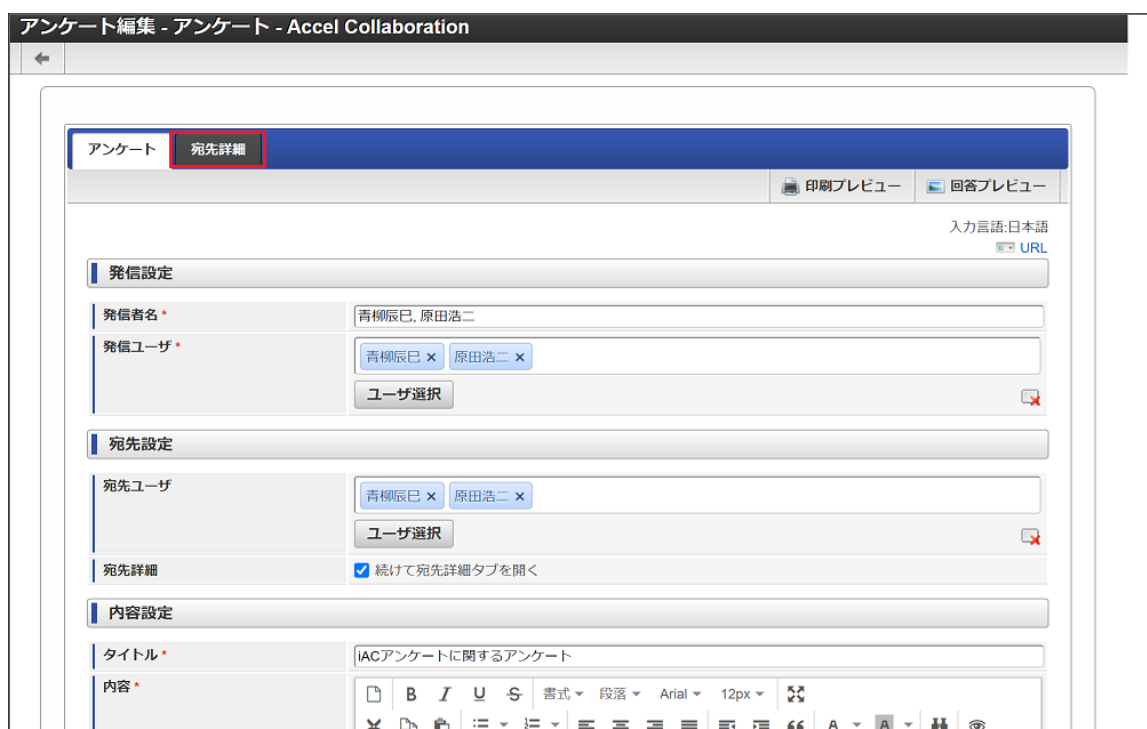 アンケート編集 - アンケート - Accel Collaboration
アンケート 宛先詳細
印刷プレビュー 回答プレビュー
入力言語:日本語
URL
発信設定
発信者名 * 青柳辰巳, 原田浩二
発信ユーザ * 青柳辰巳 × 原田浩二 ×
ユーザ選択
宛先設定
宛先ユーザ 青柳辰巳 × 原田浩二 ×
ユーザ選択
宛先詳細 続けて宛先詳細タブを開く
内容設定
タイトル * iACアンケートに関するアンケート
内容 * B I U S 書式 段落 Arial 12px
A A